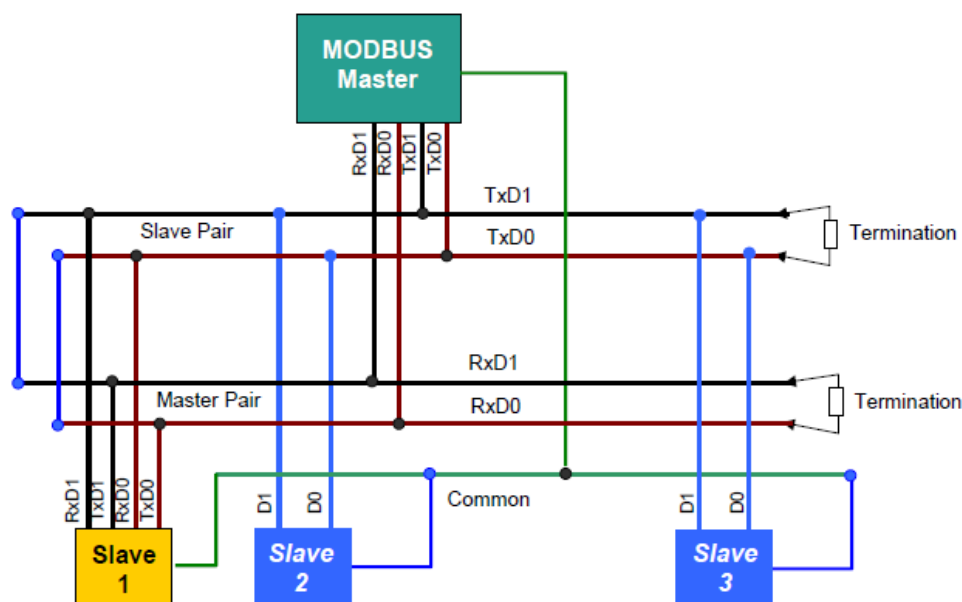 MODBUS
Master
RxD1
RxD0
TxD1
TxD0
TxD1
Slave Pair
TxD0
Termination
RxD1
Master Pair
RxD0
Termination
RxD1
TxD1
RxD0
TxD0
D1
D0
Common
D1
D0
Slave
1
Slave
2
Slave
3